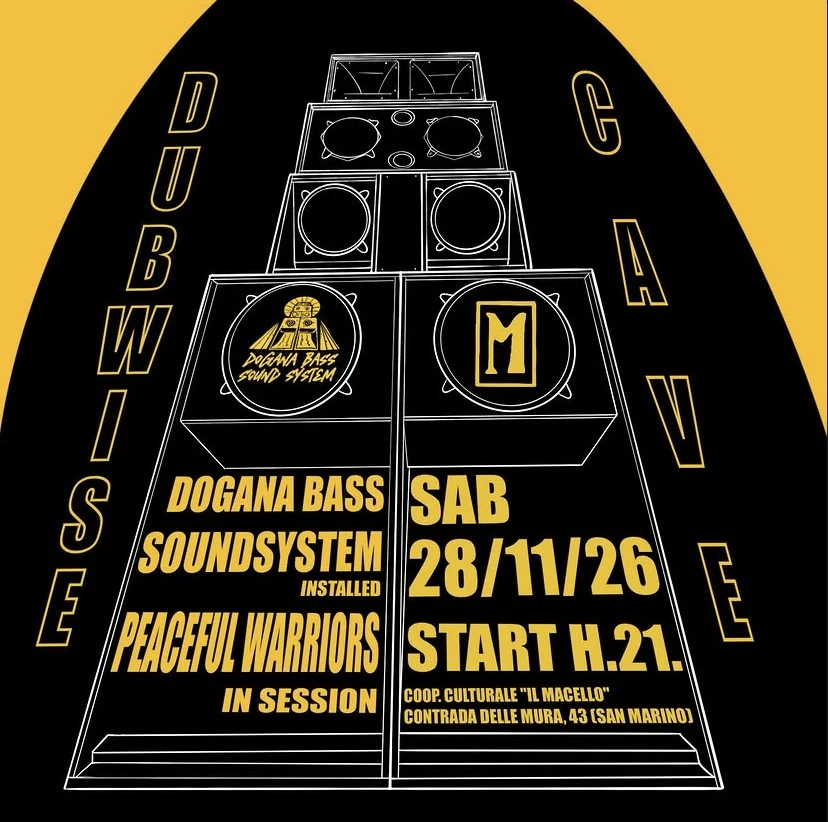 DUBWISE
CAVE
DOGANA BASS
SOUND SYSTEM
M
DOGANA BASS
SOUNDSYSTEM
INSTALLED
PEACEFUL WARRIORS
IN SESSION
SAB
28/11/26
START H.21.
COOP. CULTURALE "IL MACELLO"
CONTRADA DELLE MURA, 43 (SAN MARINO)